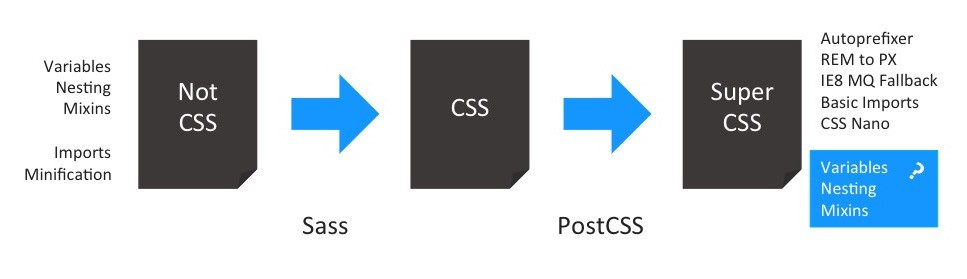 Variables
Nesting
Mixins
Imports
Minification
Not
CSS
Sass
CSS
PostCSS
Super
CSS
Autoprefixer
REM to PX
IE8 MQ Fallback
Basic Imports
CSS Nano
Variables ?
Nesting
Mixins